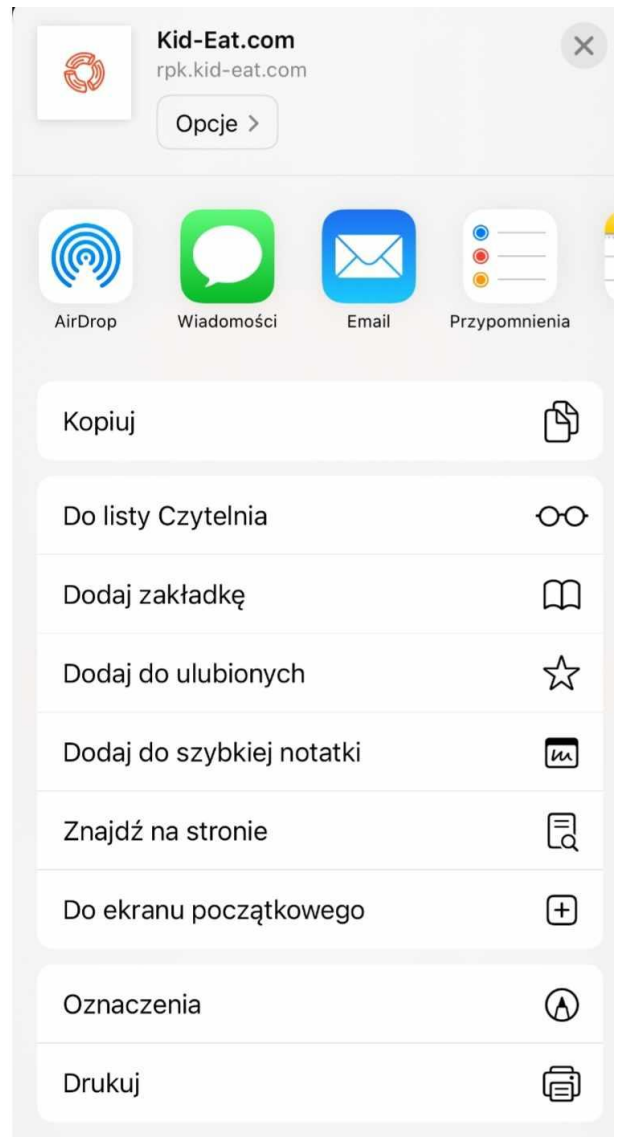 Kid-Eat.com
rpk.kid-eat.com
Opcje
AirDrop
Wiadomości
Email
Przypomnienia
Kopiuj
Do listy Czytelnia
Dodaj zakładkę
Dodaj do ulubionych
Dodaj do szybkiej notatki
Znajdź na stronie
Do ekranu początkowego
Oznaczenia
Drukuj